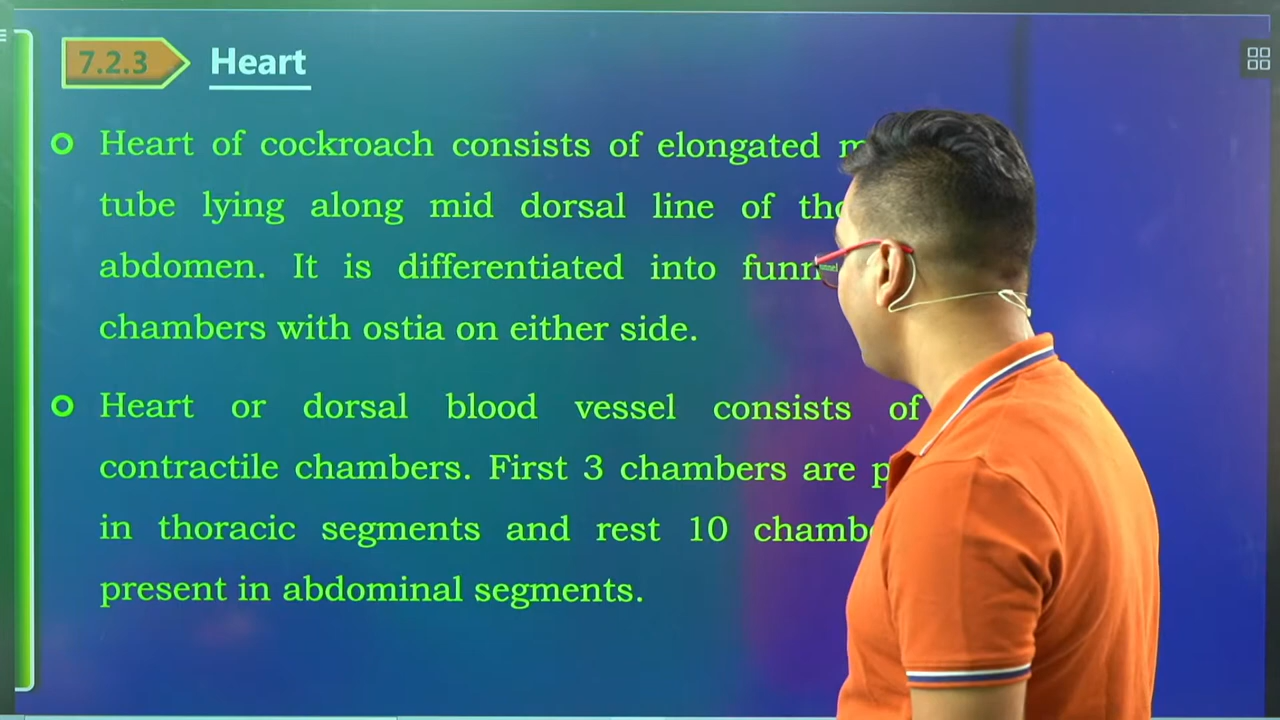 7.2.3 Heart
Heart of cockroach consists of elongated
tube lying along mid dorsal line of
abdomen. It is differentiated into
chambers with ostia on either side.
Heart or dorsal blood vessel consists of
contractile chambers. First 3 chambers are
in thoracic segments and rest 10
present in abdominal segments.